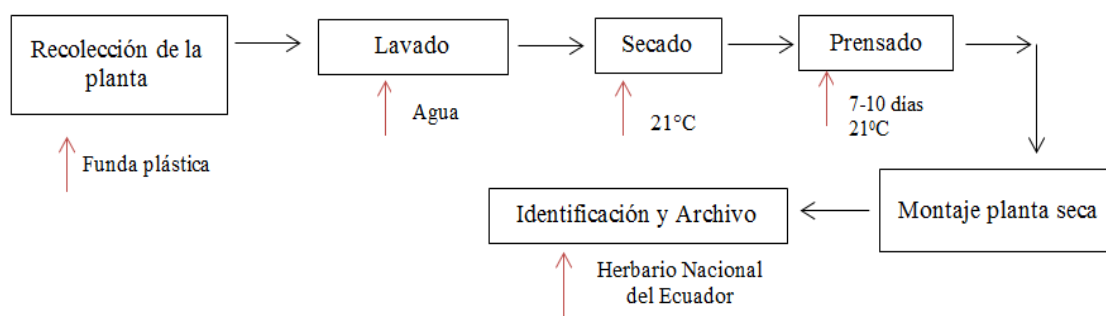 Recolección de la
planta
Lavado
Secado
Prensado
Funda plástica
Agua
21°C
7-10 días
21⁰C
Montaje planta seca
Identificación y Archivo
Herbario Nacional
del Ecuador